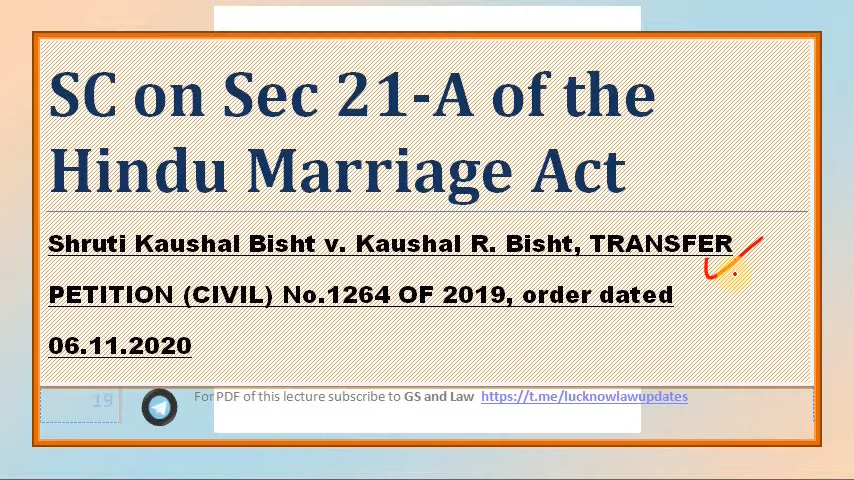 SC on Sec 21-A of the
Hindu Marriage Act
Shruti Kaushal Bisht v. Kaushal R. Bisht, TRANSFER
PETITION (CIVIL) No.1264 OF 2019, order dated
06.11.2020
19
For PDF of this lecture subscribe to GS and Law https://t.me/lucknowlawupdates